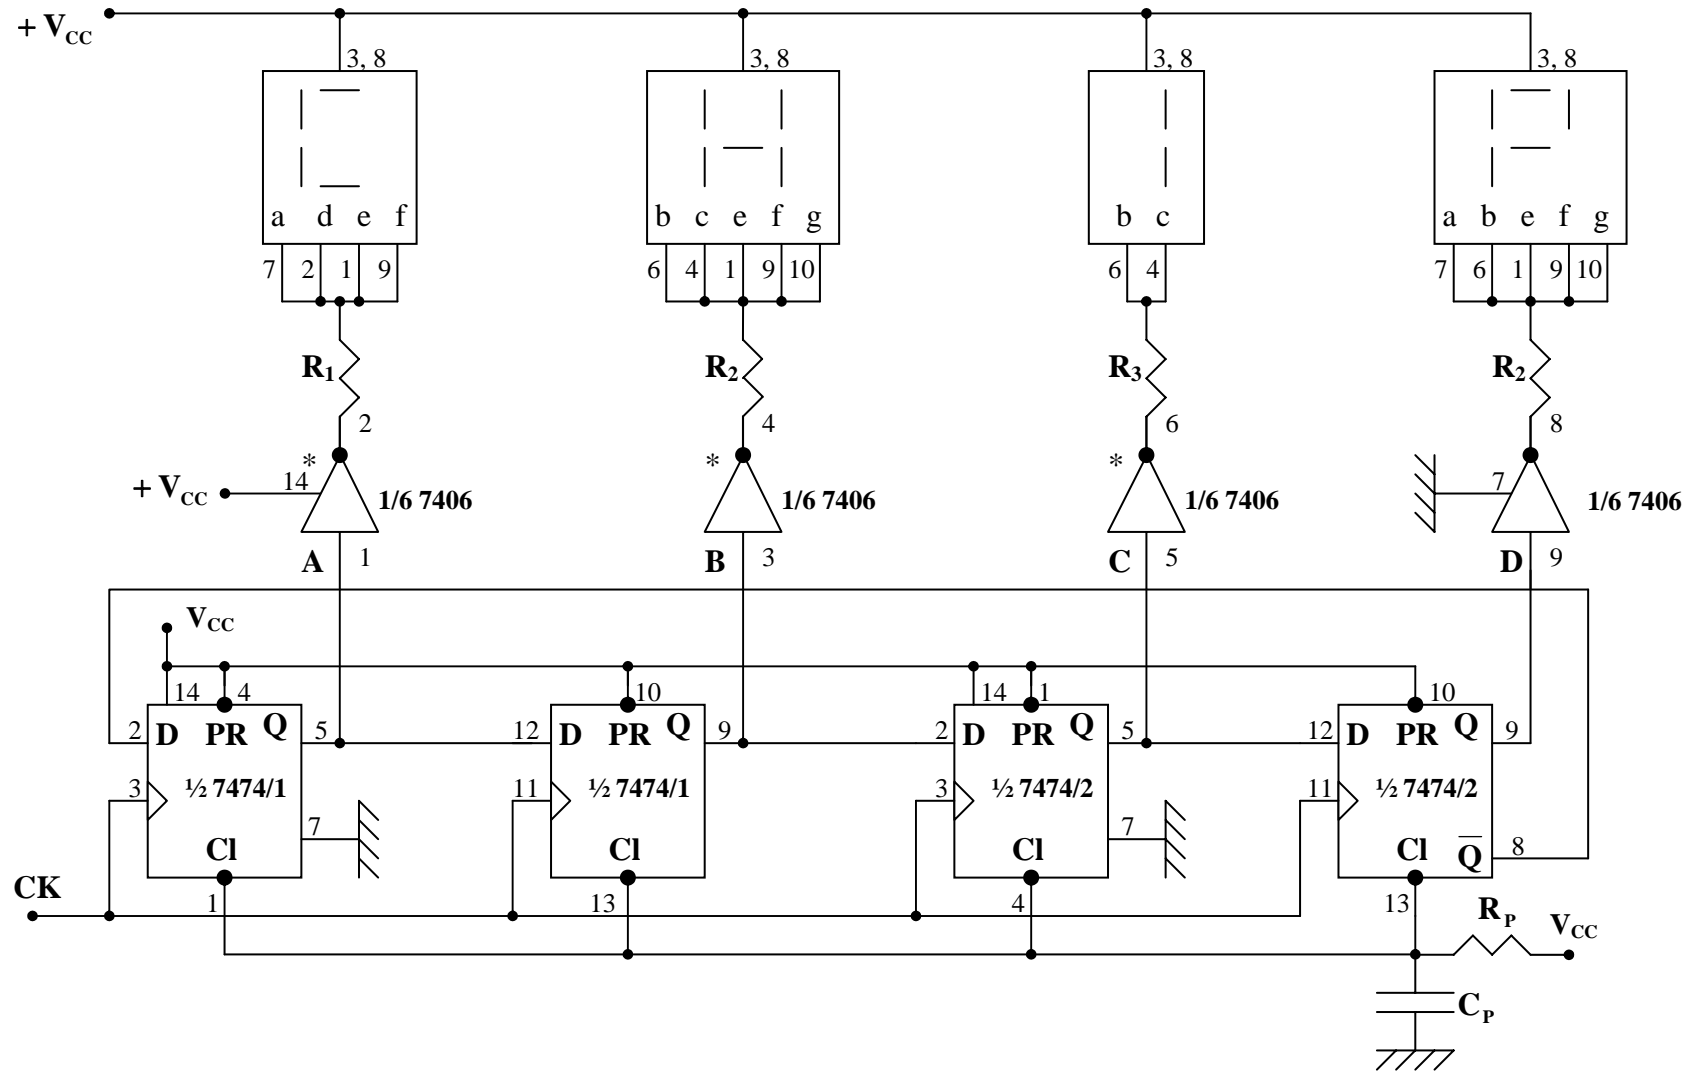 + V_CC
3, 8 3, 8 3, 8 3, 8
a d e f b c e f g b c a b e f g
7 2 1 9 6 4 1 9 10 6 4 7 6 1 9 10
R_1 R_2 R_3 R_2
2 4 6 8
* * *
+ V_CC 14 1/6 7406 1/6 7406 1/6 7406 7 1/6 7406
A 1 B 3 C 5 D 9
V_CC
14 4 10 14 1 10
2 D PR Q 5 12 D PR Q 9 2 D PR Q 5 12 D PR Q 9
3 ½ 7474/1 11 ½ 7474/1 3 ½ 7474/2 11 ½ 7474/2
7 7
Cl Cl Cl Cl Q̅ 8
CK
1 13 4 13 R_P V_CC
C_P